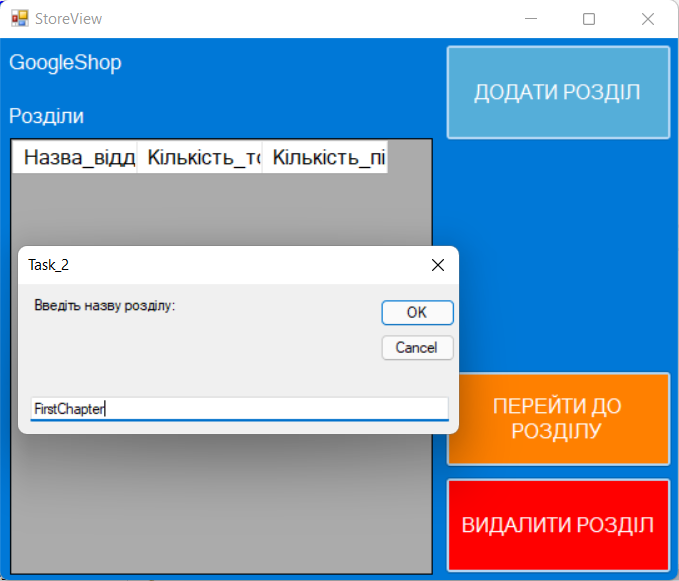 StoreView
GoogleShop
ДОДАТИ РОЗДІЛ
Розділи
Назва_відд Кількість_то Кількість_пі
Task_2
Введіть назву розділу:
OK
Cancel
FirstChapter
ПЕРЕЙТИ ДО
РОЗДІЛУ
ВИДАЛИТИ РОЗДІЛ